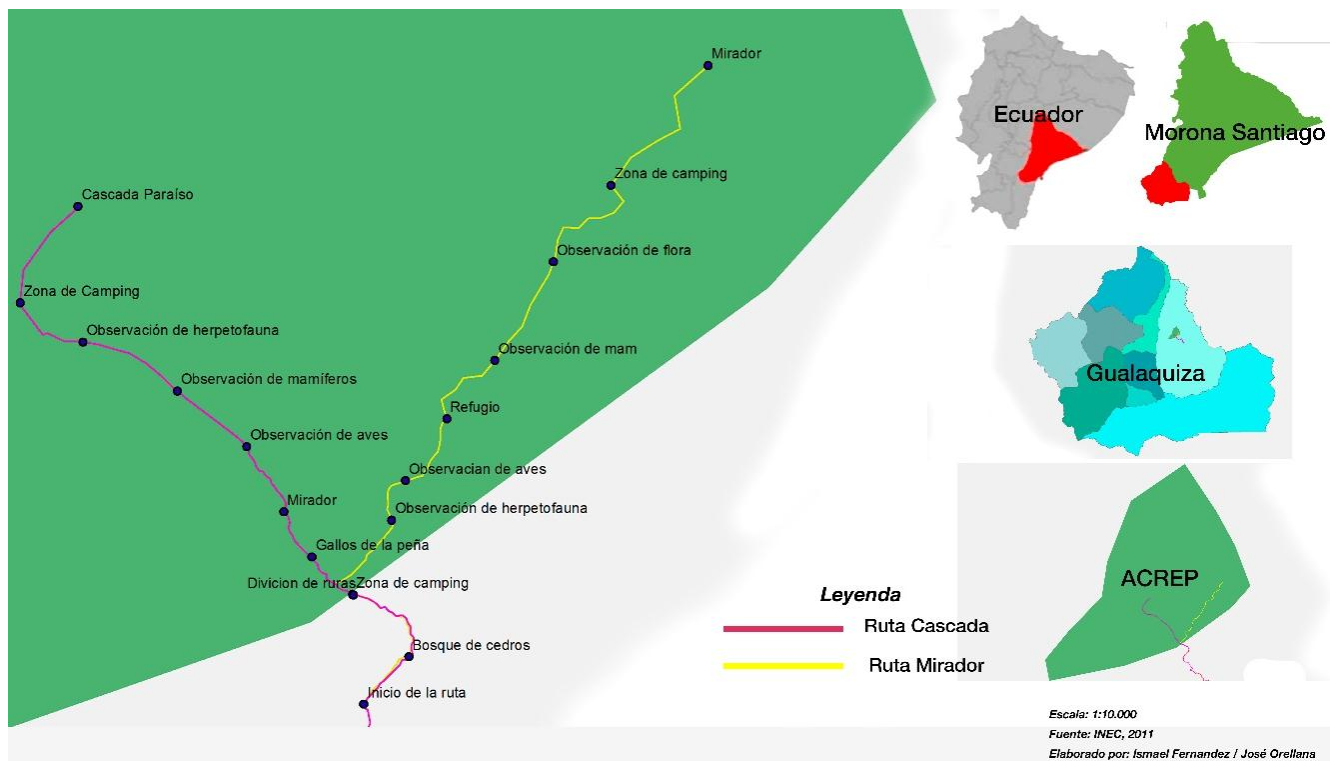 Mirador
Zona de camping
Cascada Paraíso
Observación de flora
Zona de Camping
Observación de herpetofauna
Observación de mam
Observación de mamíferos
Refugio
Observación de aves
Observacian de aves
Mirador
Observación de herpetofauna
Gallos de la peña
Divicion de rurasZona de camping
Bosque de cedros
Inicio de la ruta
Ecuador
Morona Santiago
Gualaquiza
ACREP
Leyenda
Ruta Cascada
Ruta Mirador
Escala: 1:10.000
Fuente: INEC, 2011
Elaborado por: Ismael Fernandez / José Orellana